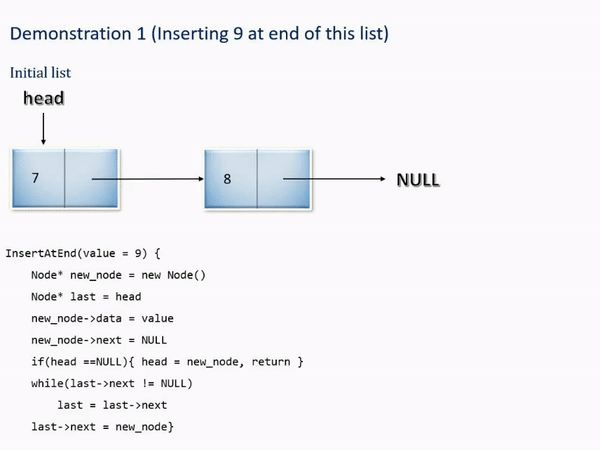 Demonstration 1 (Inserting 9 at end of this list)
Initial list
head
7 8 NULL
InsertAtEnd(value = 9) {
    Node* new_node = new Node()
    Node* last = head
    new_node->data = value
    new_node->next = NULL
    if(head ==NULL){ head = new_node, return }
    while(last->next != NULL)
        last = last->next
    last->next = new_node}